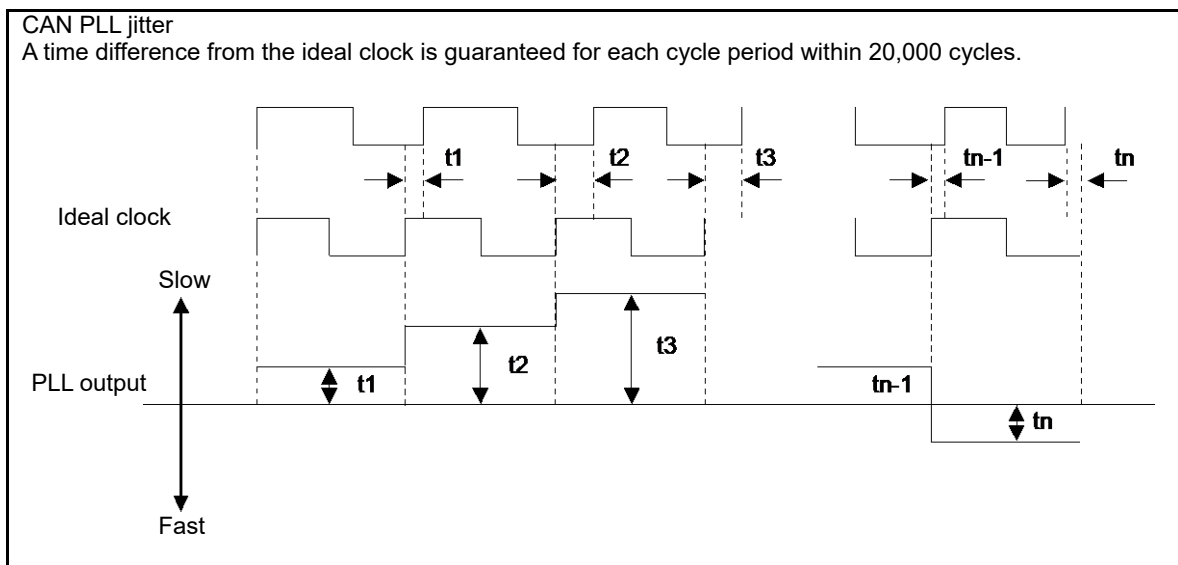 CAN PLL jitter
A time difference from the ideal clock is guaranteed for each cycle period within 20,000 cycles.
t1
t2
t3
tn-1
tn
Ideal clock
Slow
PLL output
t1
t2
t3
tn-1
tn
Fast